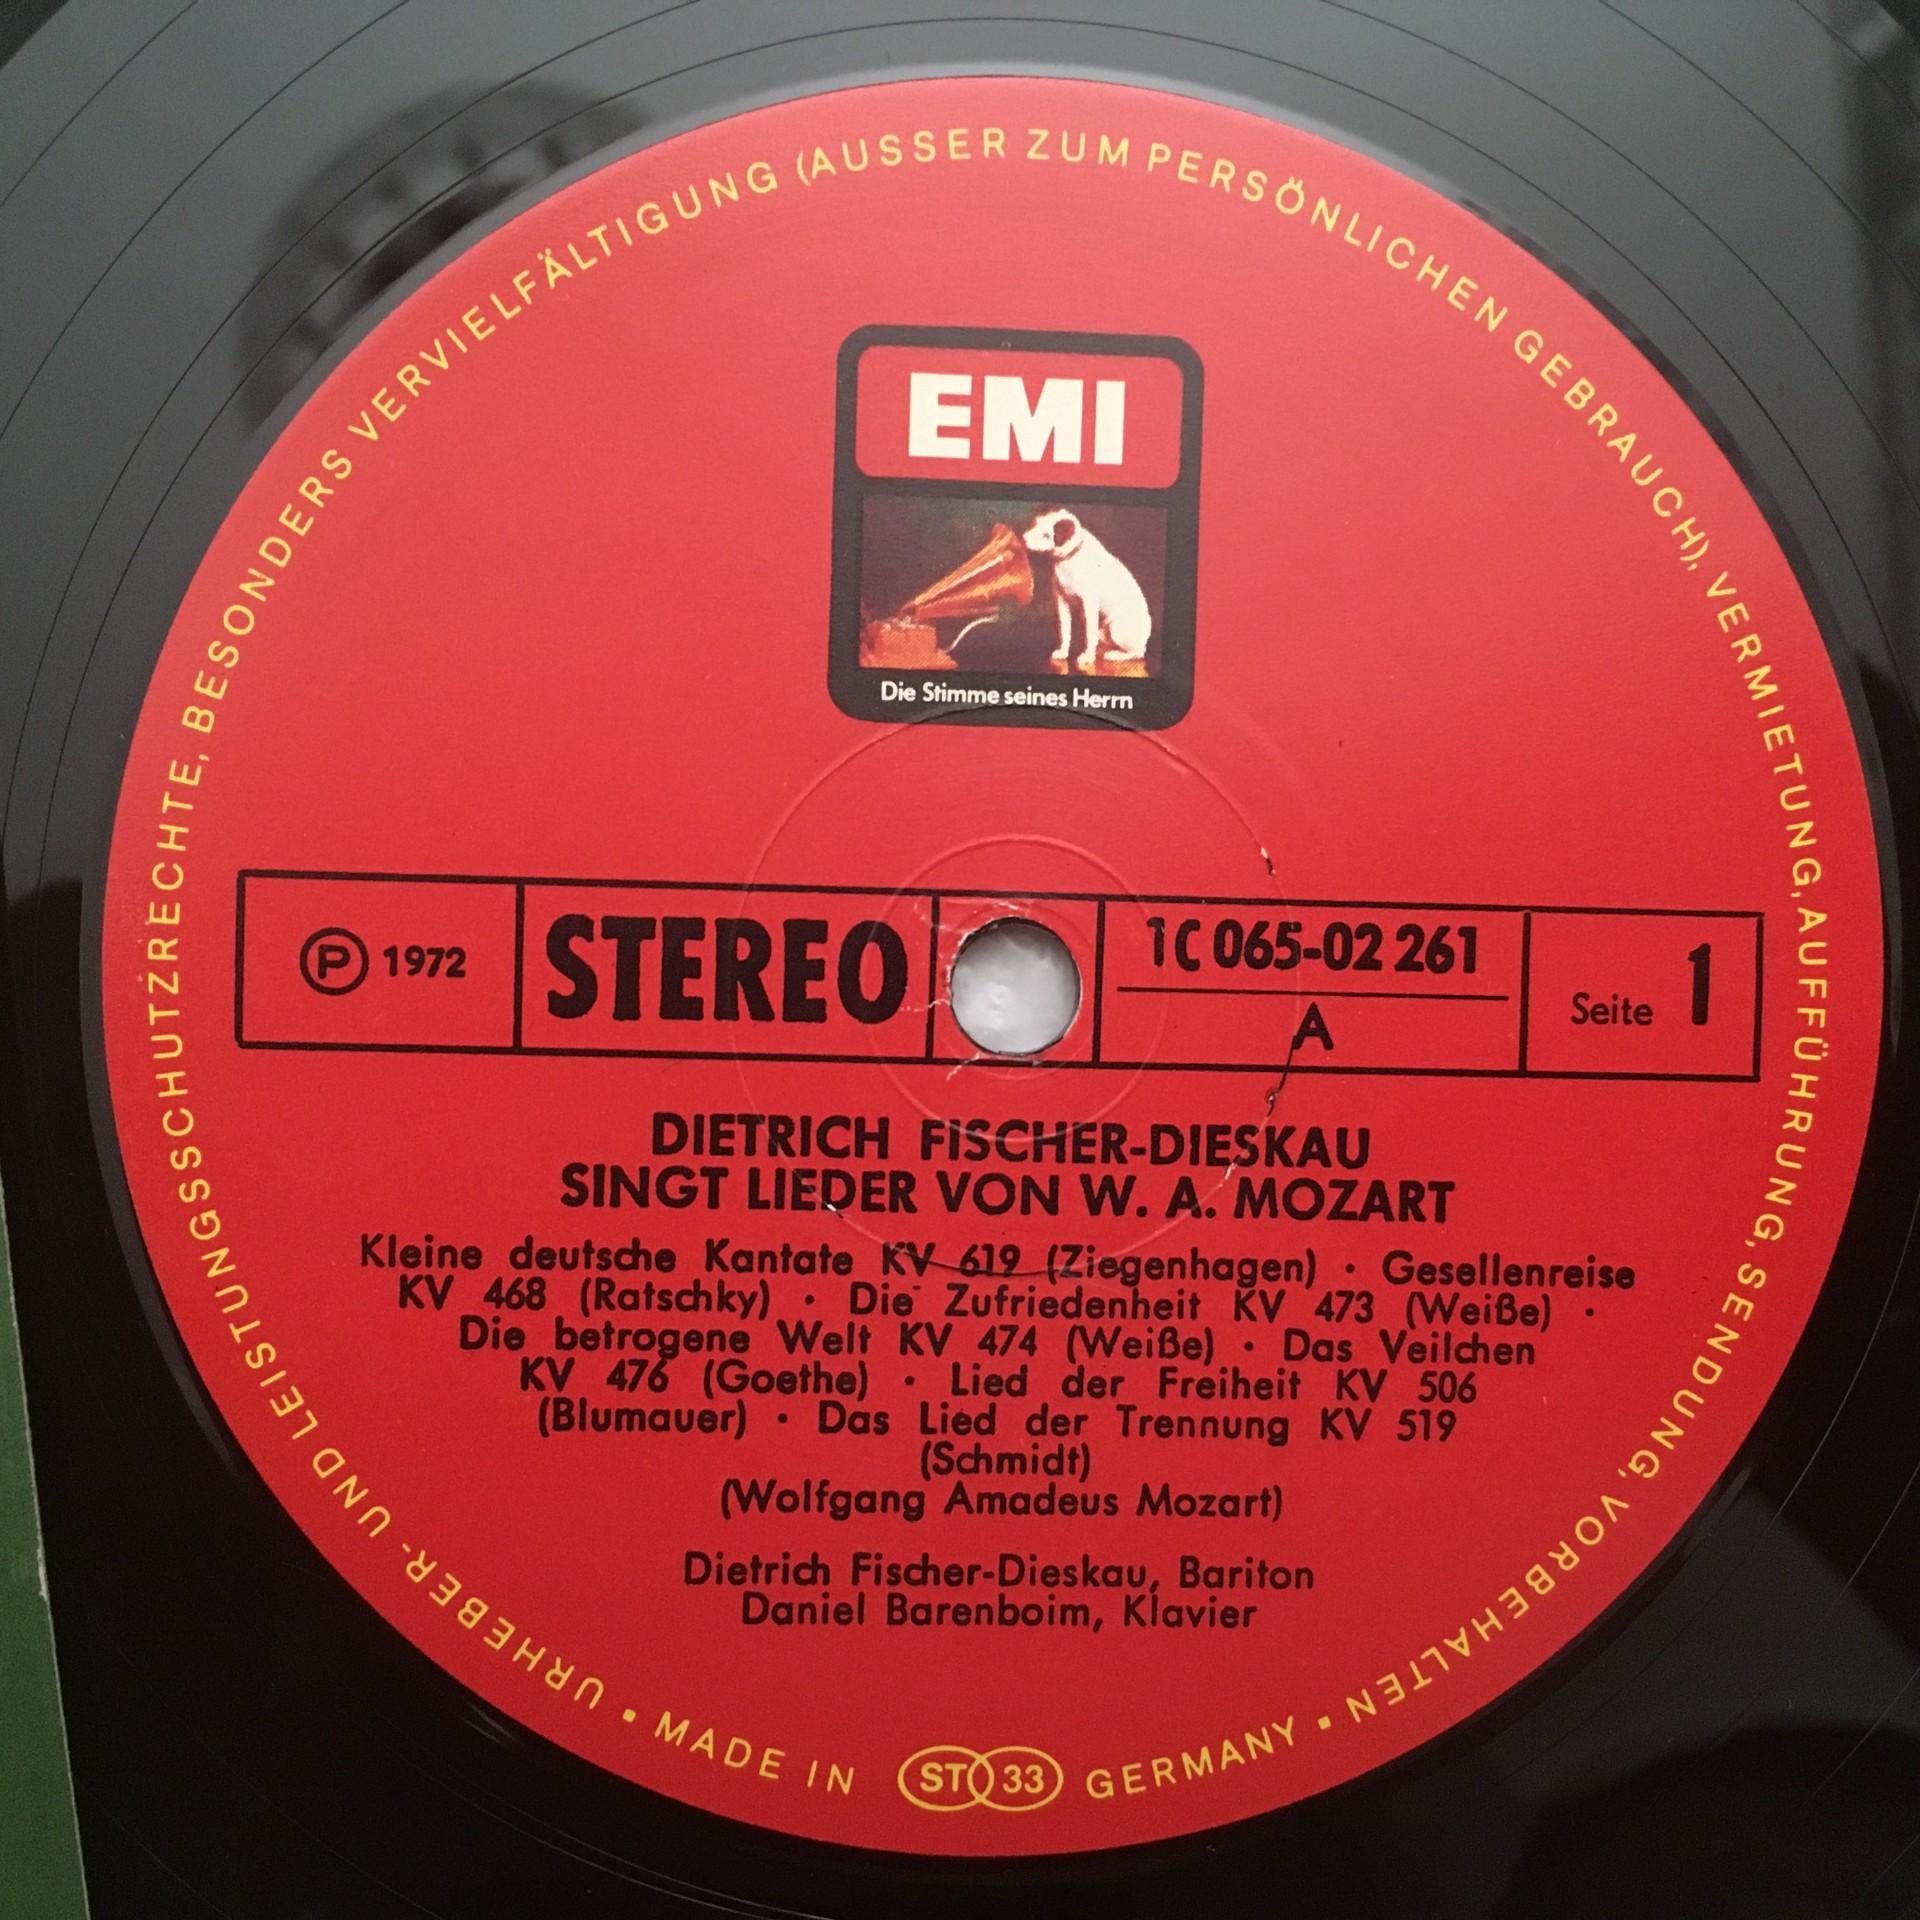 URHEBER- UND LEISTUNGSSCHUTZRECHTE, BESONDERS VERVIELFÄLTIGUNG (AUSSER ZUM PERSÖNLICHEN GEBRAUCH), VERMIETUNG, AUFFÜHRUNG, SENDUNG, VORBEHALTEN
EMI
Die Stimme seines Herrn
℗ 1972
STEREO
1C 065-02 261
A
Seite 1
DIETRICH FISCHER-DIESKAU
SINGT LIEDER VON W. A. MOZART
Kleine deutsche Kantate KV 619 (Ziegenhagen) · Gesellenreise
KV 468 (Ratschky) · Die Zufriedenheit KV 473 (Weiße) ·
Die betrogene Welt KV 474 (Weiße) · Das Veilchen
KV 476 (Goethe) · Lied der Freiheit KV 506
(Blumauer) · Das Lied der Trennung KV 519
(Schmidt)
(Wolfgang Amadeus Mozart)
Dietrich Fischer-Dieskau, Bariton
Daniel Barenboim, Klavier
• MADE IN ST 33 GERMANY •